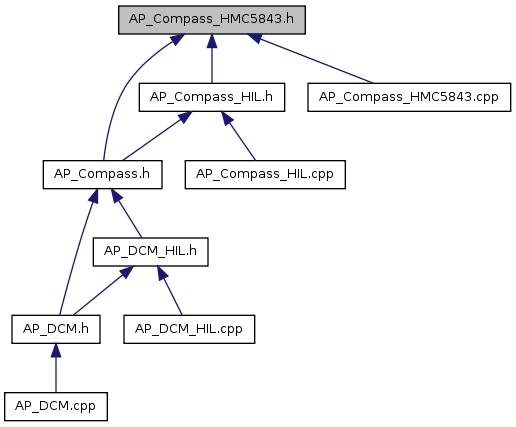 AP_Compass_HMC5843.h
AP_Compass_HIL.h
AP_Compass_HMC5843.cpp
AP_Compass.h
AP_Compass_HIL.cpp
AP_DCM_HIL.h
AP_DCM.h
AP_DCM_HIL.cpp
AP_DCM.cpp